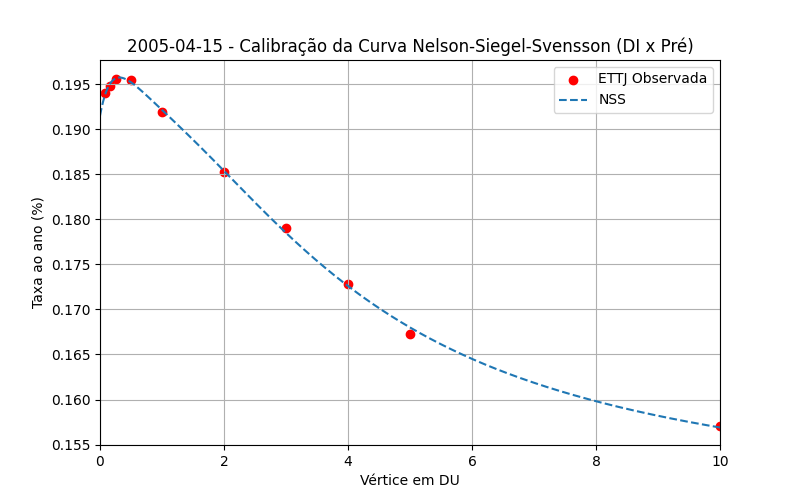 2005-04-15 - Calibração da Curva Nelson-Siegel-Svensson (DI x Pré)
ETTJ Observada
NSS
Taxa ao ano (%)
0.195
0.190
0.185
0.180
0.175
0.170
0.165
0.160
0.155
0 2 4 6 8 10
Vértice em DU